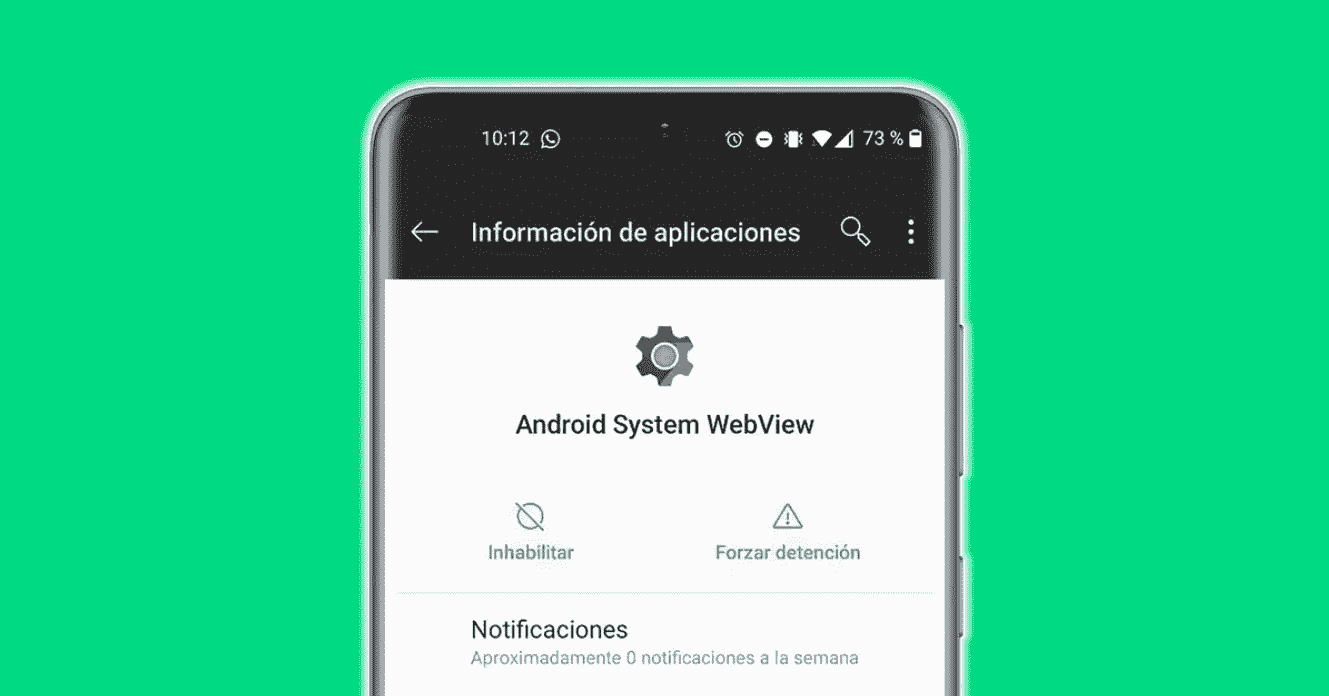 10:12 73 %
Información de aplicaciones
Android System WebView
Inhabilitar Forzar detención
Notificaciones
Aproximadamente 0 notificaciones a la semana